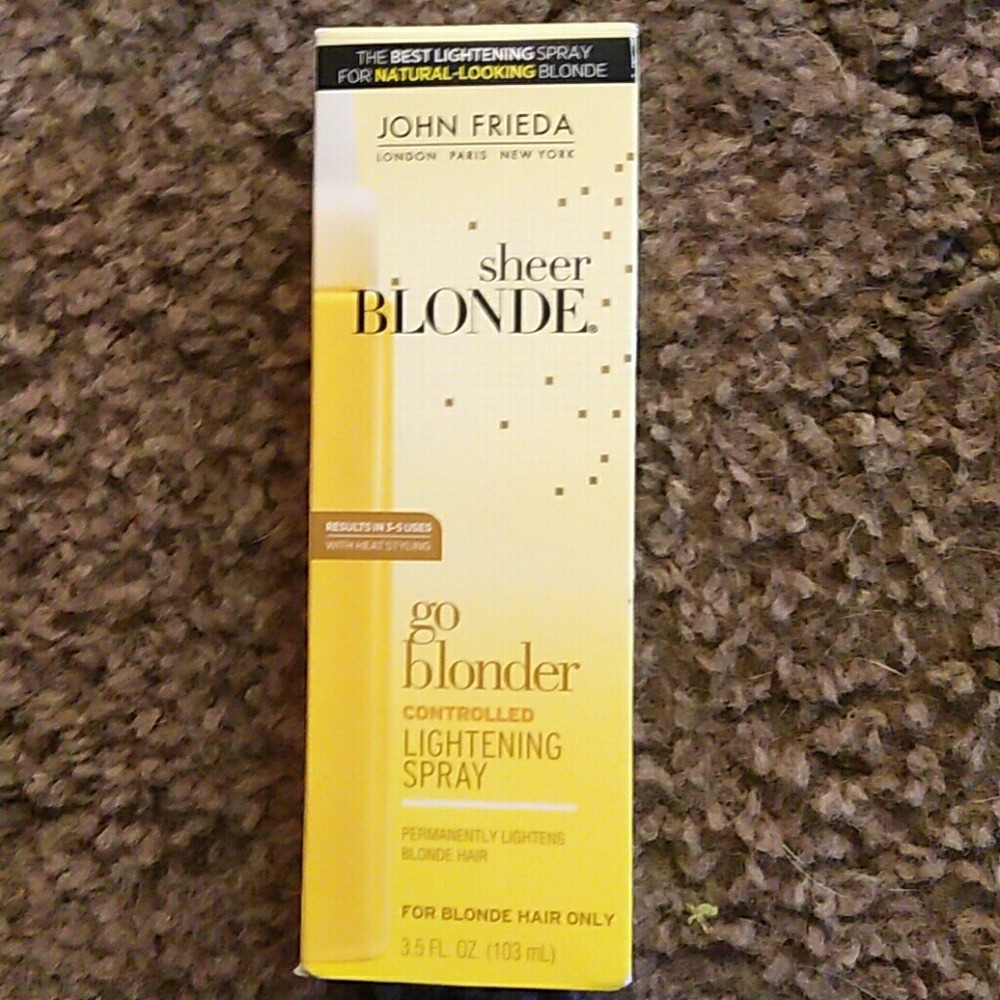 THE BEST LIGHTENING SPRAY
FOR NATURAL-LOOKING BLONDE
JOHN FRIEDA
LONDON PARIS NEW YORK
sheer
BLONDE®
RESULTS IN 3-5 USES
WITH HEAT STYLING
go
blonder
CONTROLLED
LIGHTENING
SPRAY
PERMANENTLY LIGHTENS
BLONDE HAIR
FOR BLONDE HAIR ONLY
3.5 FL. OZ. (103 mL)